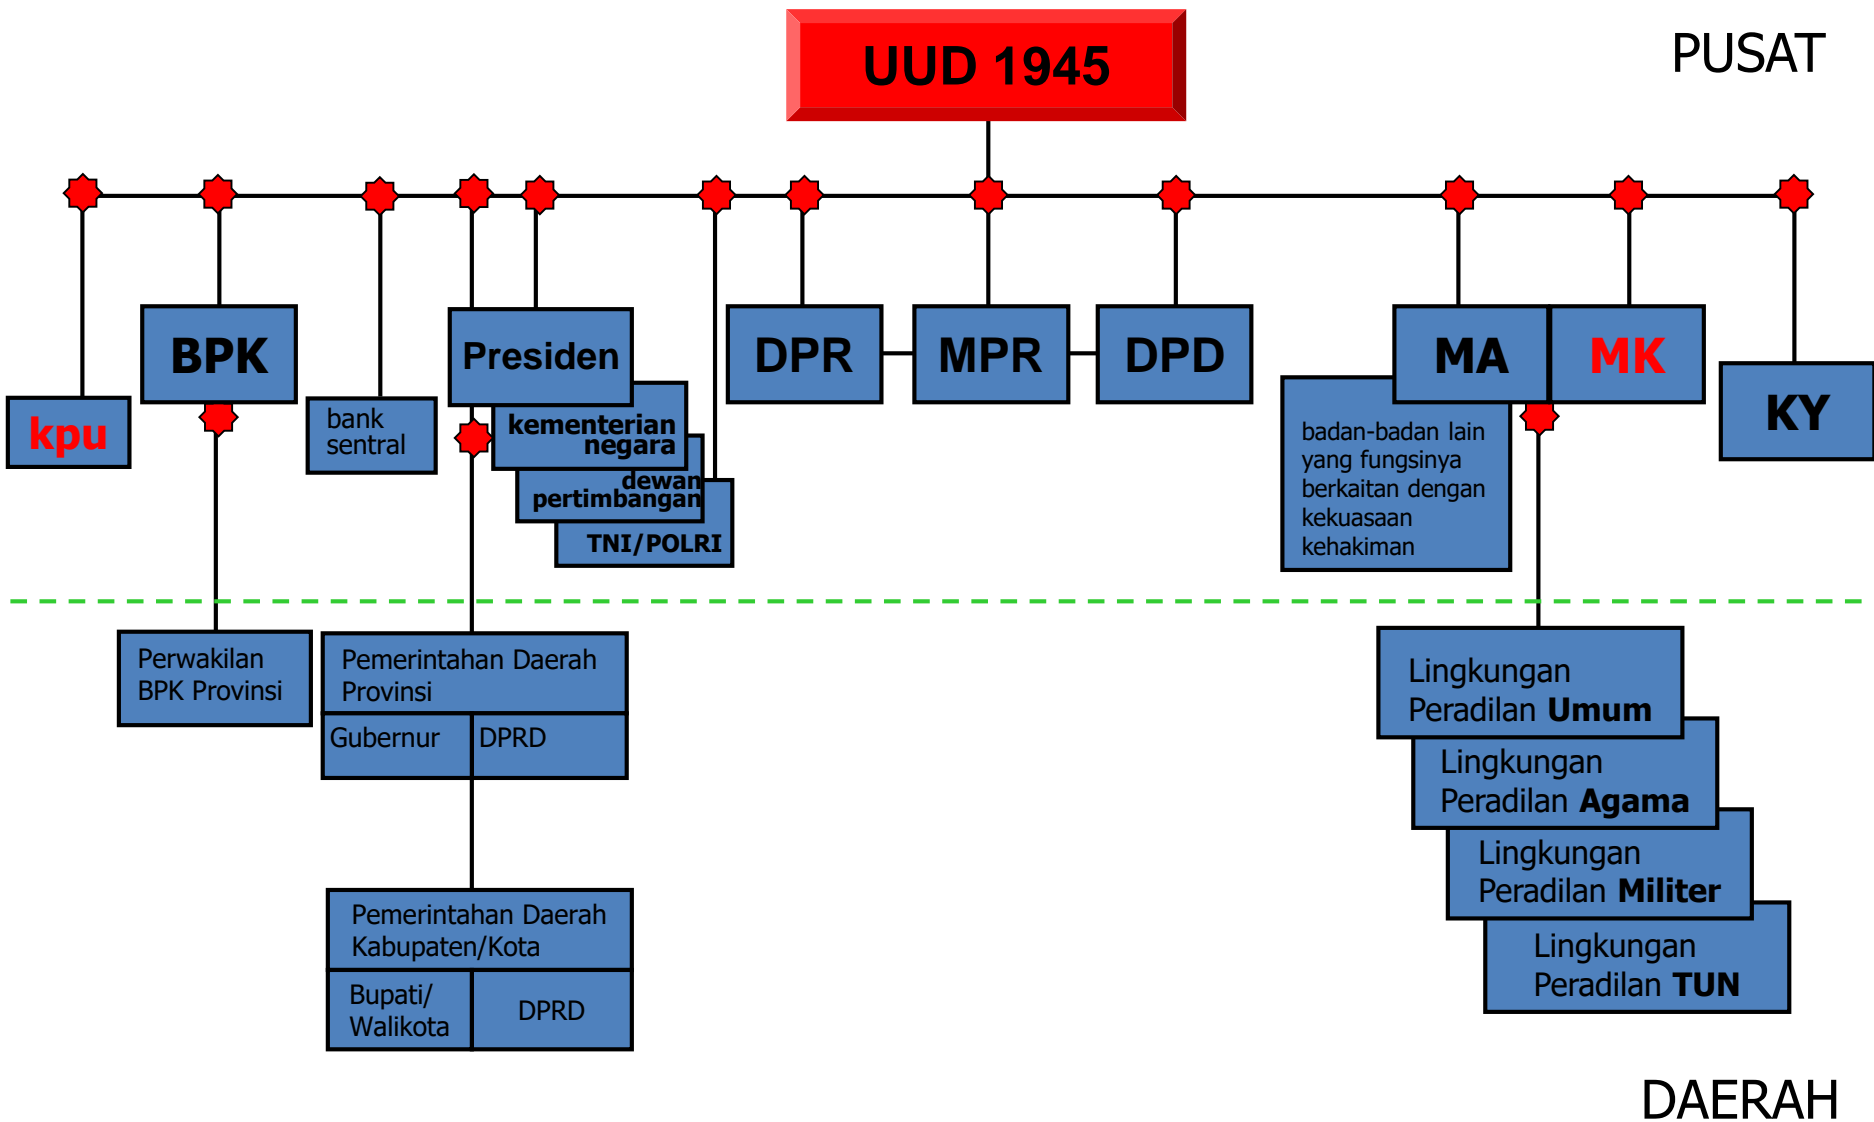 UUD 1945
PUSAT
kpu
BPK
bank
sentral
Presiden
kementerian
negara
dewan
pertimbangan
TNI/POLRI
DPR
MPR
DPD
MA
MK
KY
badan-badan lain
yang fungsinya
berkaitan dengan
kekuasaan
kehakiman
Perwakilan
BPK Provinsi
Pemerintahan Daerah
Provinsi
Gubernur
DPRD
Pemerintahan Daerah
Kabupaten/Kota
Bupati/
Walikota
DPRD
Lingkungan
Peradilan Umum
Lingkungan
Peradilan Agama
Lingkungan
Peradilan Militer
Lingkungan
Peradilan TUN
DAERAH